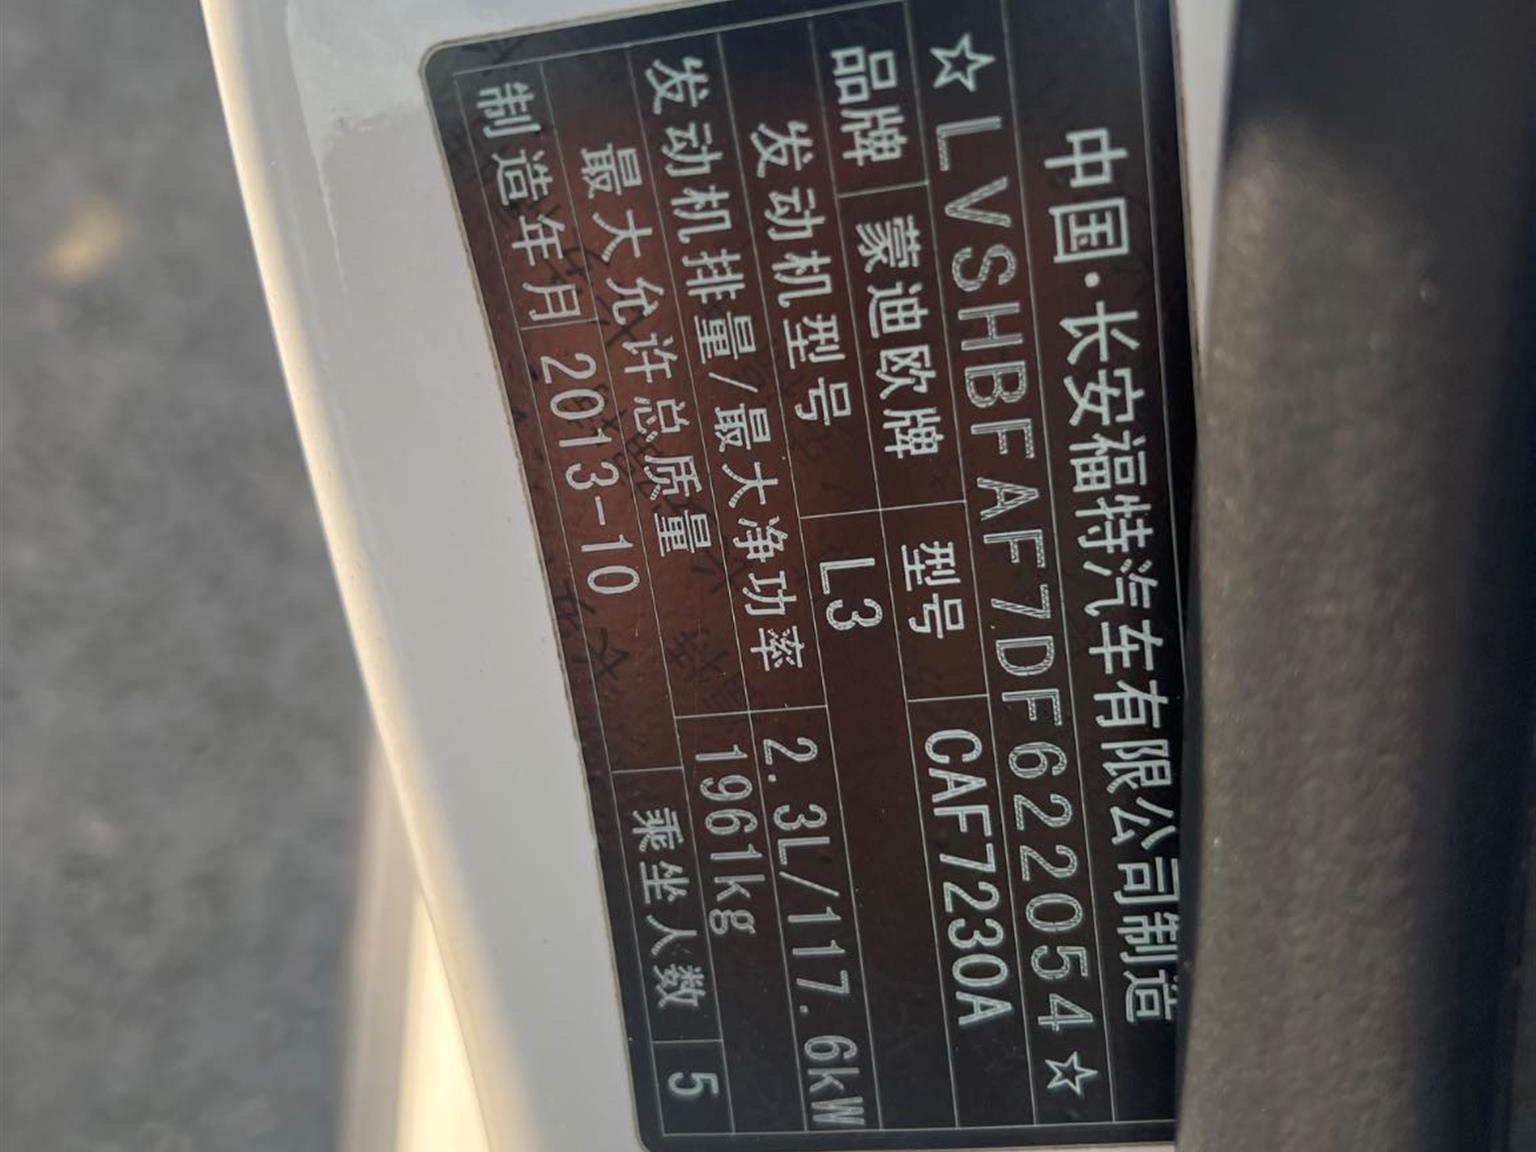 中国·长安福特汽车有限公司制造
☆LVSHBFAF7DF622054☆
品牌 蒙迪欧牌 型号 CAF7230A
发动机型号 L3
发动机排量/最大净功率 2.3L/117.6kW
最大允许总质量 1961kg
制造年月 2013-10 乘坐人数 5